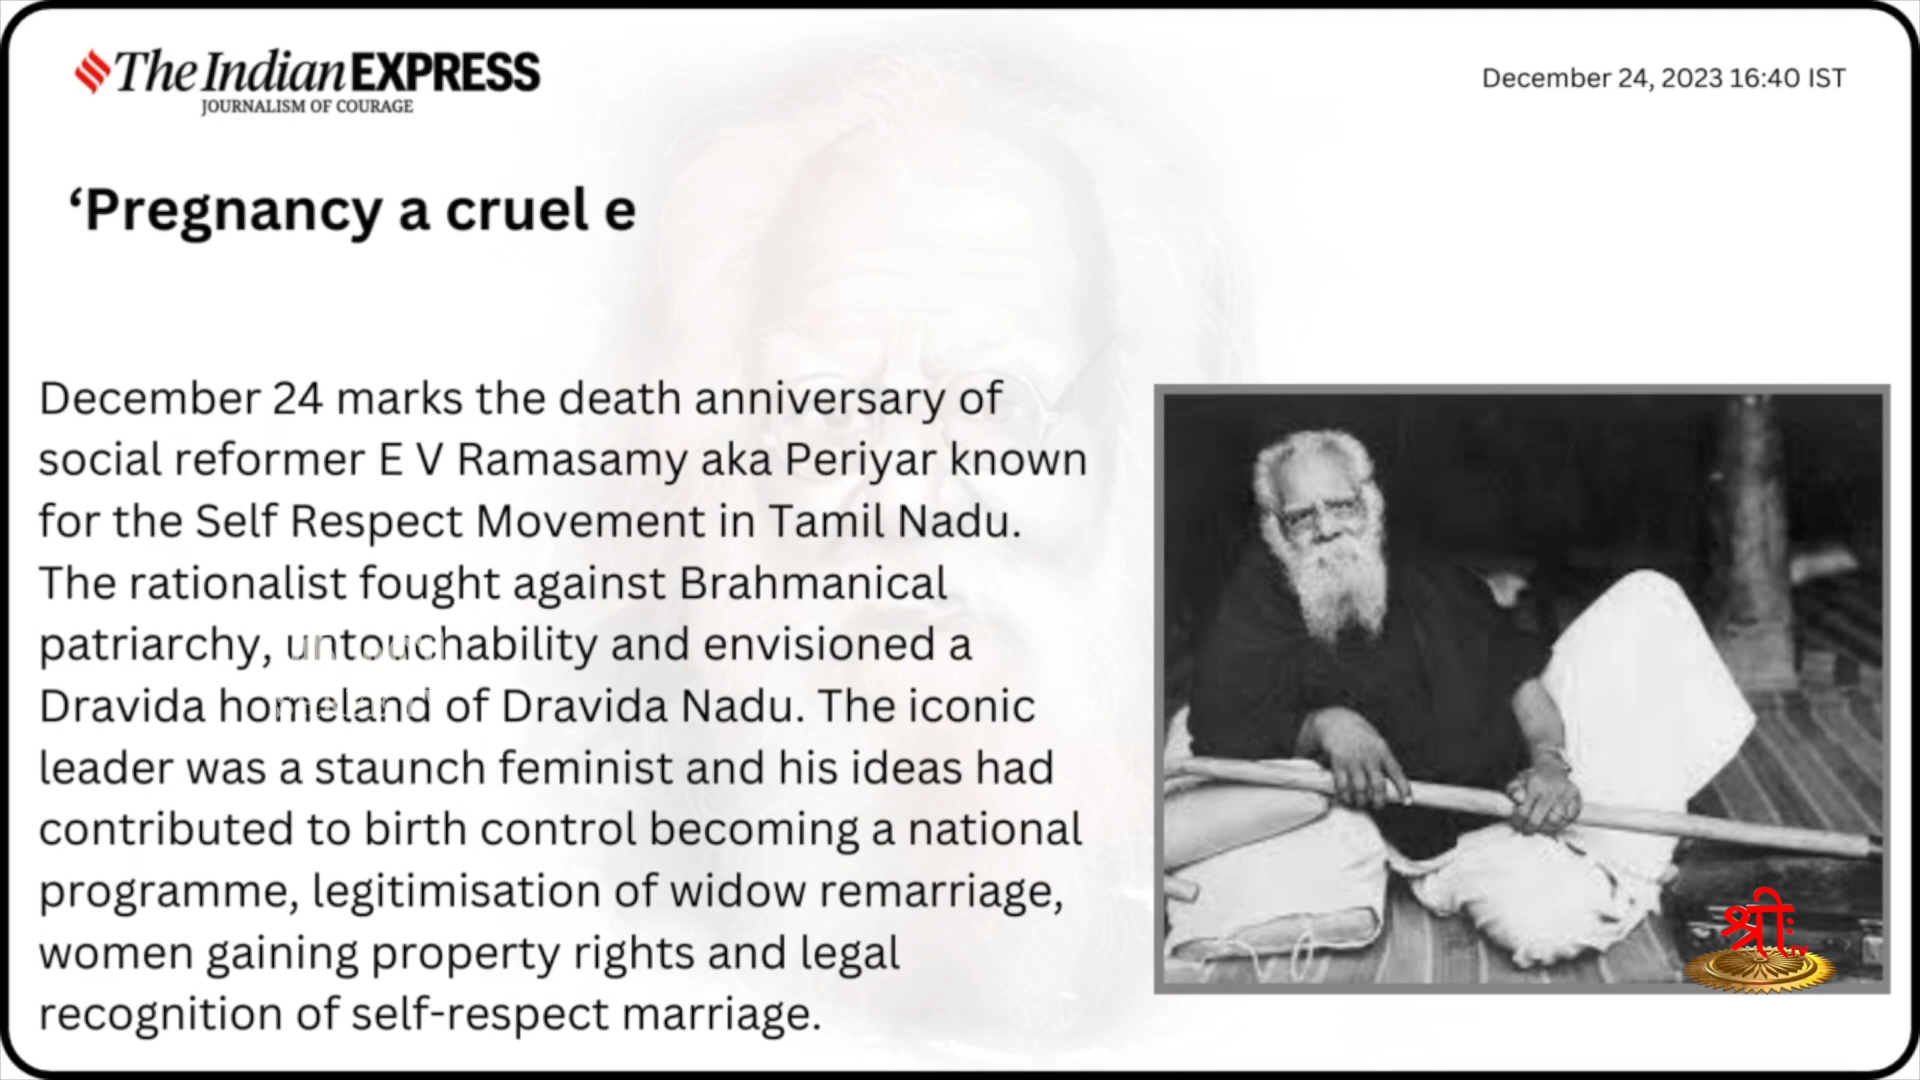 The Indian EXPRESS
JOURNALISM OF COURAGE
December 24, 2023 16:40 IST
‘Pregnancy a cruel e
December 24 marks the death anniversary of
social reformer E V Ramasamy aka Periyar known
for the Self Respect Movement in Tamil Nadu.
The rationalist fought against Brahmanical
patriarchy, untouchability and envisioned a
Dravida homeland of Dravida Nadu. The iconic
leader was a staunch feminist and his ideas had
contributed to birth control becoming a national
programme, legitimisation of widow remarriage,
women gaining property rights and legal
recognition of self-respect marriage.
श्रीः TV